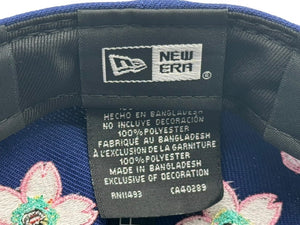 NEW
ERA
®
HECHO EN BANGLADESH
NO INCLUYE DECORACIÓN
100% POLYESTER
FABRIQUÉ AU BANGLADESH
À L'EXCLUSION DE LA DÉCORATION
100% POLYESTER
MADE IN BANGLADESH
EXCLUSIVE OF DECORATION
RN11493 CA40289